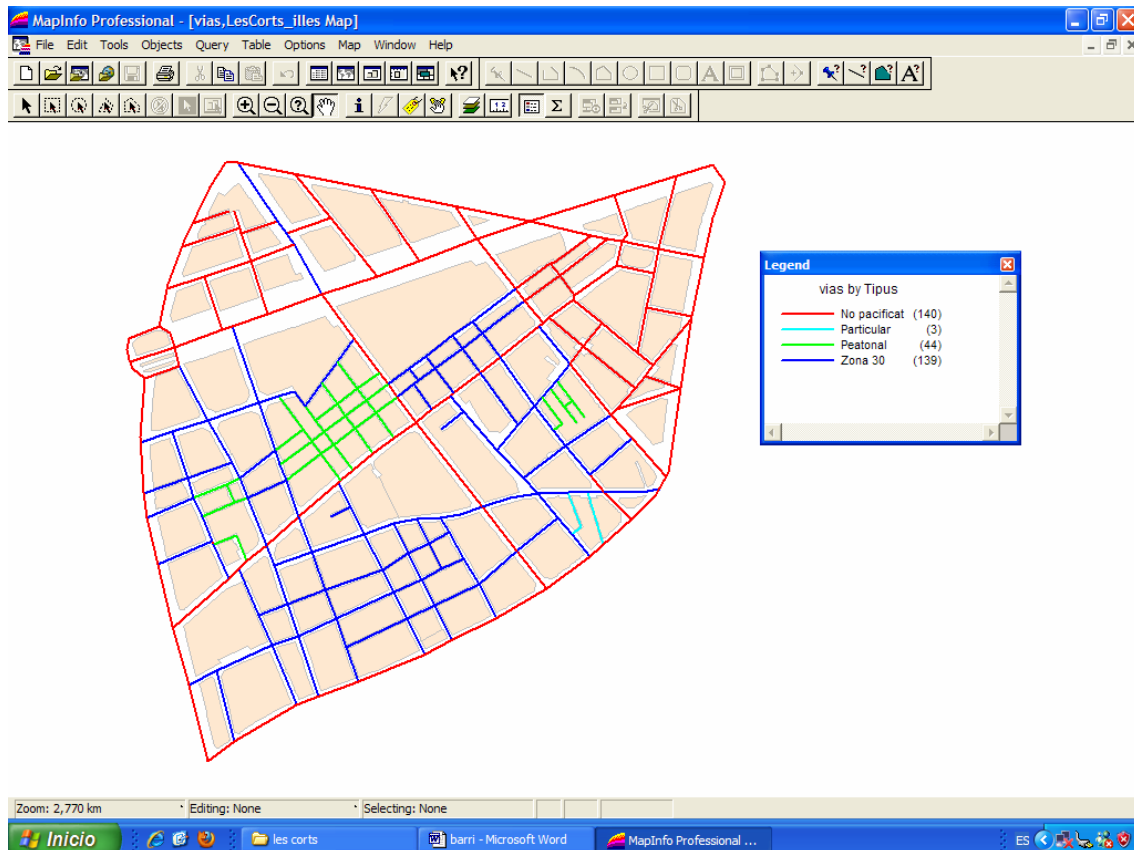 MapInfo Professional - [vias,LesCorts_illes Map]
File Edit Tools Objects Query Table Options Map Window Help
Legend
vias by Tipus
No pacificat (140)
Particular (3)
Peatonal (44)
Zona 30 (139)
Zoom: 2,770 km Editing: None Selecting: None
Inicio les corts barri - Microsoft Word MapInfo Professional ... ES